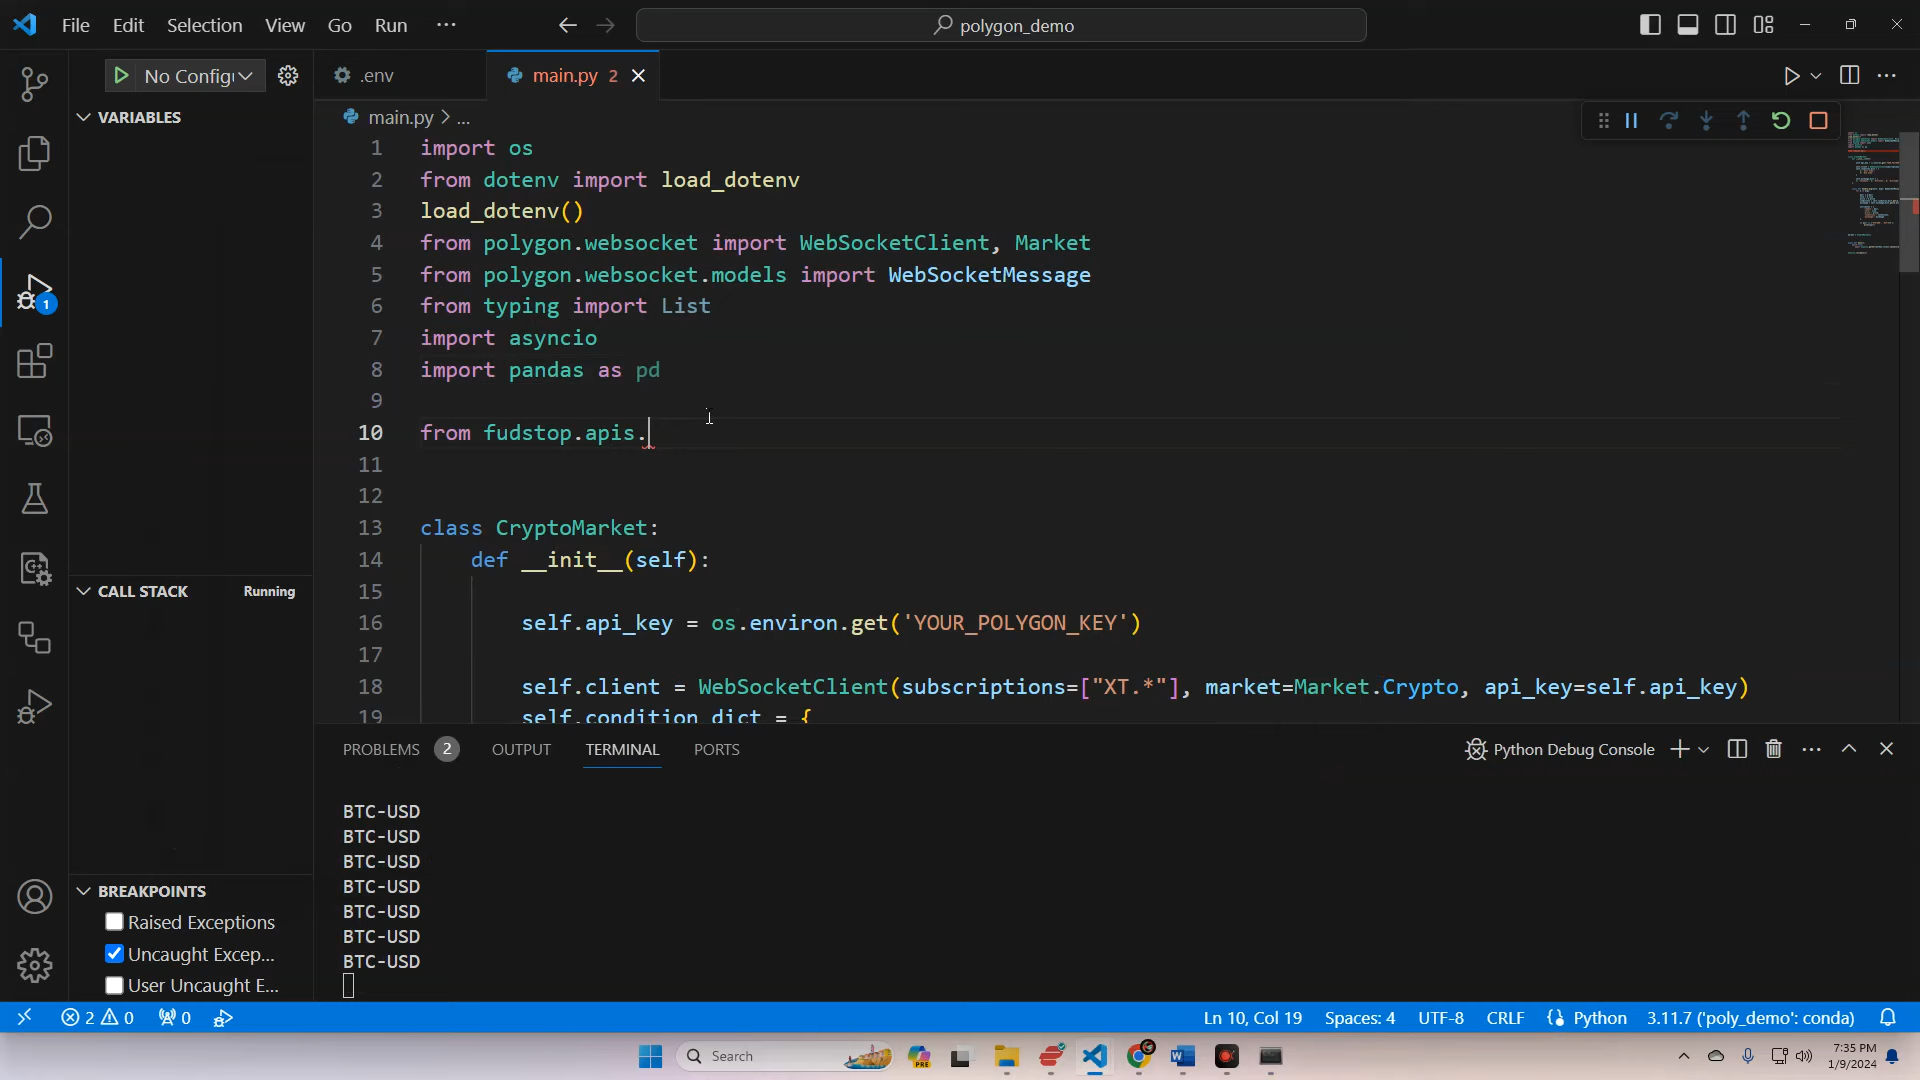 File Edit Selection View Go Run ···
polygon_demo
No Configu
.env
main.py 2
VARIABLES
main.py > ...
1 import os
2 from dotenv import load_dotenv
3 load_dotenv()
4 from polygon.websocket import WebSocketClient, Market
5 from polygon.websocket.models import WebSocketMessage
6 from typing import List
7 import asyncio
8 import pandas as pd
9
10 from fudstop.apis.
11
12
13 class CryptoMarket:
14 def __init__(self):
15
16 self.api_key = os.environ.get('YOUR_POLYGON_KEY')
17
18 self.client = WebSocketClient(subscriptions=["XT.*"], market=Market.Crypto, api_key=self.api_key)
19 self.condition_dict = {
1
CALL STACK Running
BREAKPOINTS
Raised Exceptions
Uncaught Excep...
User Uncaught E...
PROBLEMS 2 OUTPUT TERMINAL PORTS
Python Debug Console
BTC-USD
BTC-USD
BTC-USD
BTC-USD
BTC-USD
BTC-USD
BTC-USD
2 0 0
Ln 10, Col 19 Spaces: 4 UTF-8 CRLF Python 3.11.7 ('poly_demo': conda)
Search
PRE
7:35 PM
1/9/2024